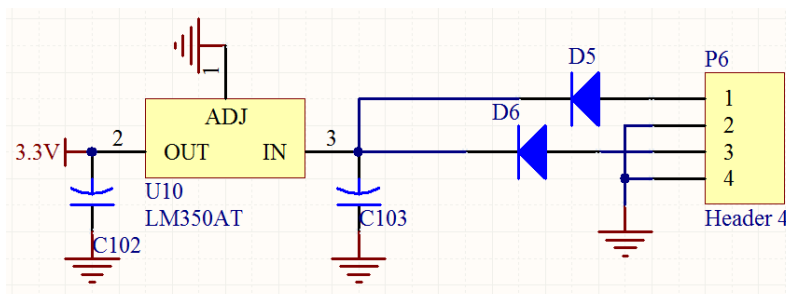 D5
P6
1
ADJ
D6
1
2
3.3V
2
OUT
IN
3
3
4
U10
LM350AT
C102
C103
Header 4